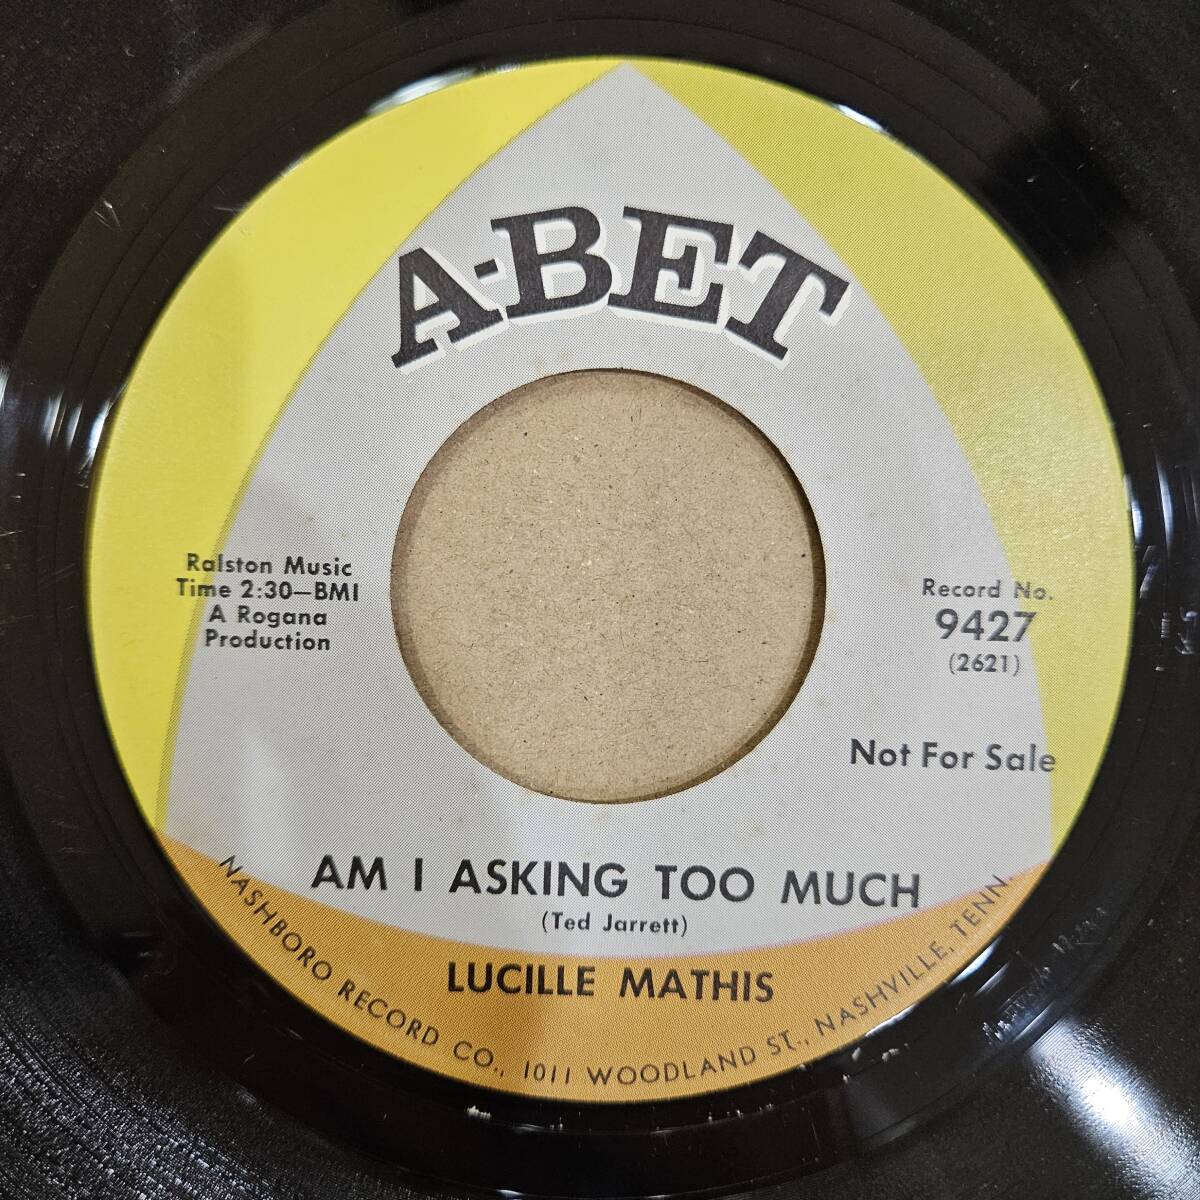 A-BET
Ralston Music
Time 2:30—BMI
A Rogana
Production
Record No.
9427
(2621)
Not For Sale
AM I ASKING TOO MUCH
(Ted Jarrett)
LUCILLE MATHIS
NASHBORO RECORD CO., 1011 WOODLAND ST., NASHVILLE, TENN.